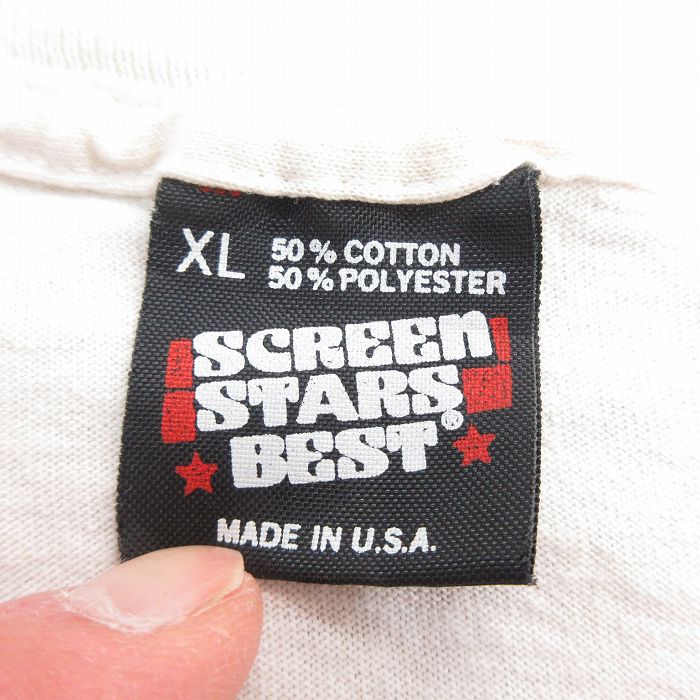 XL 50% COTTON
50% POLYESTER
SCREEN
STARS
BEST®
MADE IN U.S.A.